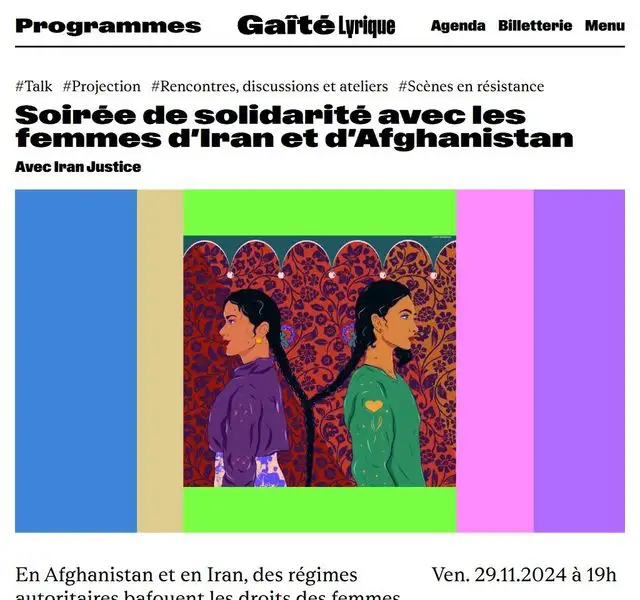 Programmes Gaîté Lyrique Agenda Billetterie Menu
#Talk #Projection #Rencontres, discussions et ateliers #Scènes en résistance
Soirée de solidarité avec les
femmes d'Iran et d'Afghanistan
Avec Iran Justice
En Afghanistan et en Iran, des régimes
Ven. 29.11.2024 à 19h
autoritaires bafouent les droits des femmes